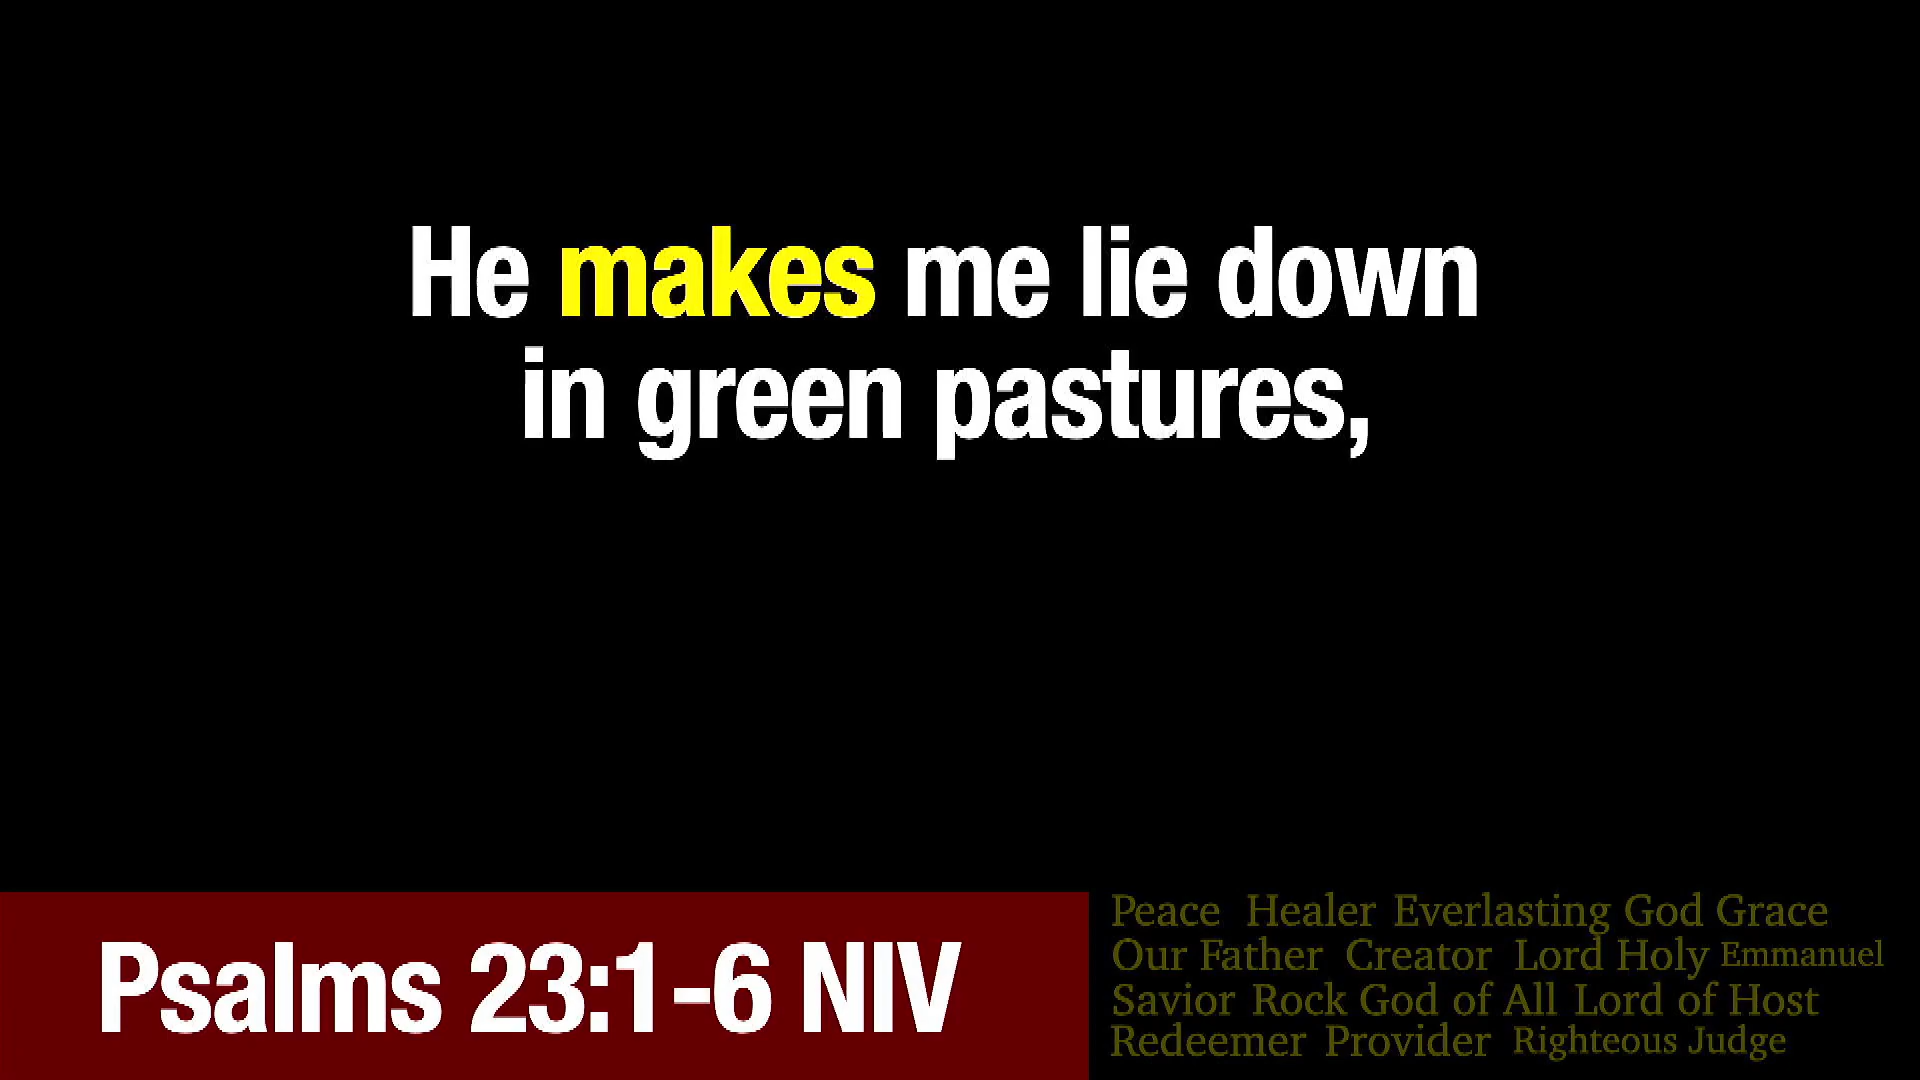 He makes me lie down
in green pastures,
Psalms 23:1-6 NIV
Peace Healer Everlasting God Grace
Our Father Creator Lord Holy Emmanuel
Savior Rock God of All Lord of Host
Redeemer Provider Righteous Judge